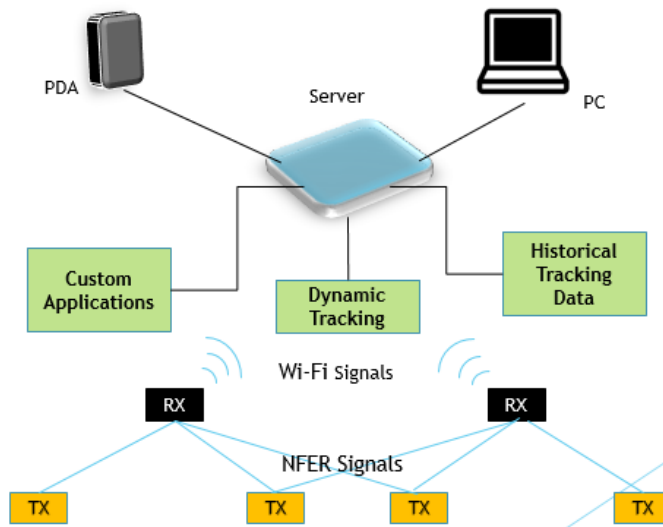 PDA
Server
PC
Custom
Applications
Dynamic
Tracking
Historical
Tracking
Data
Wi-Fi Signals
RX
RX
NFER Signals
TX
TX
TX
TX